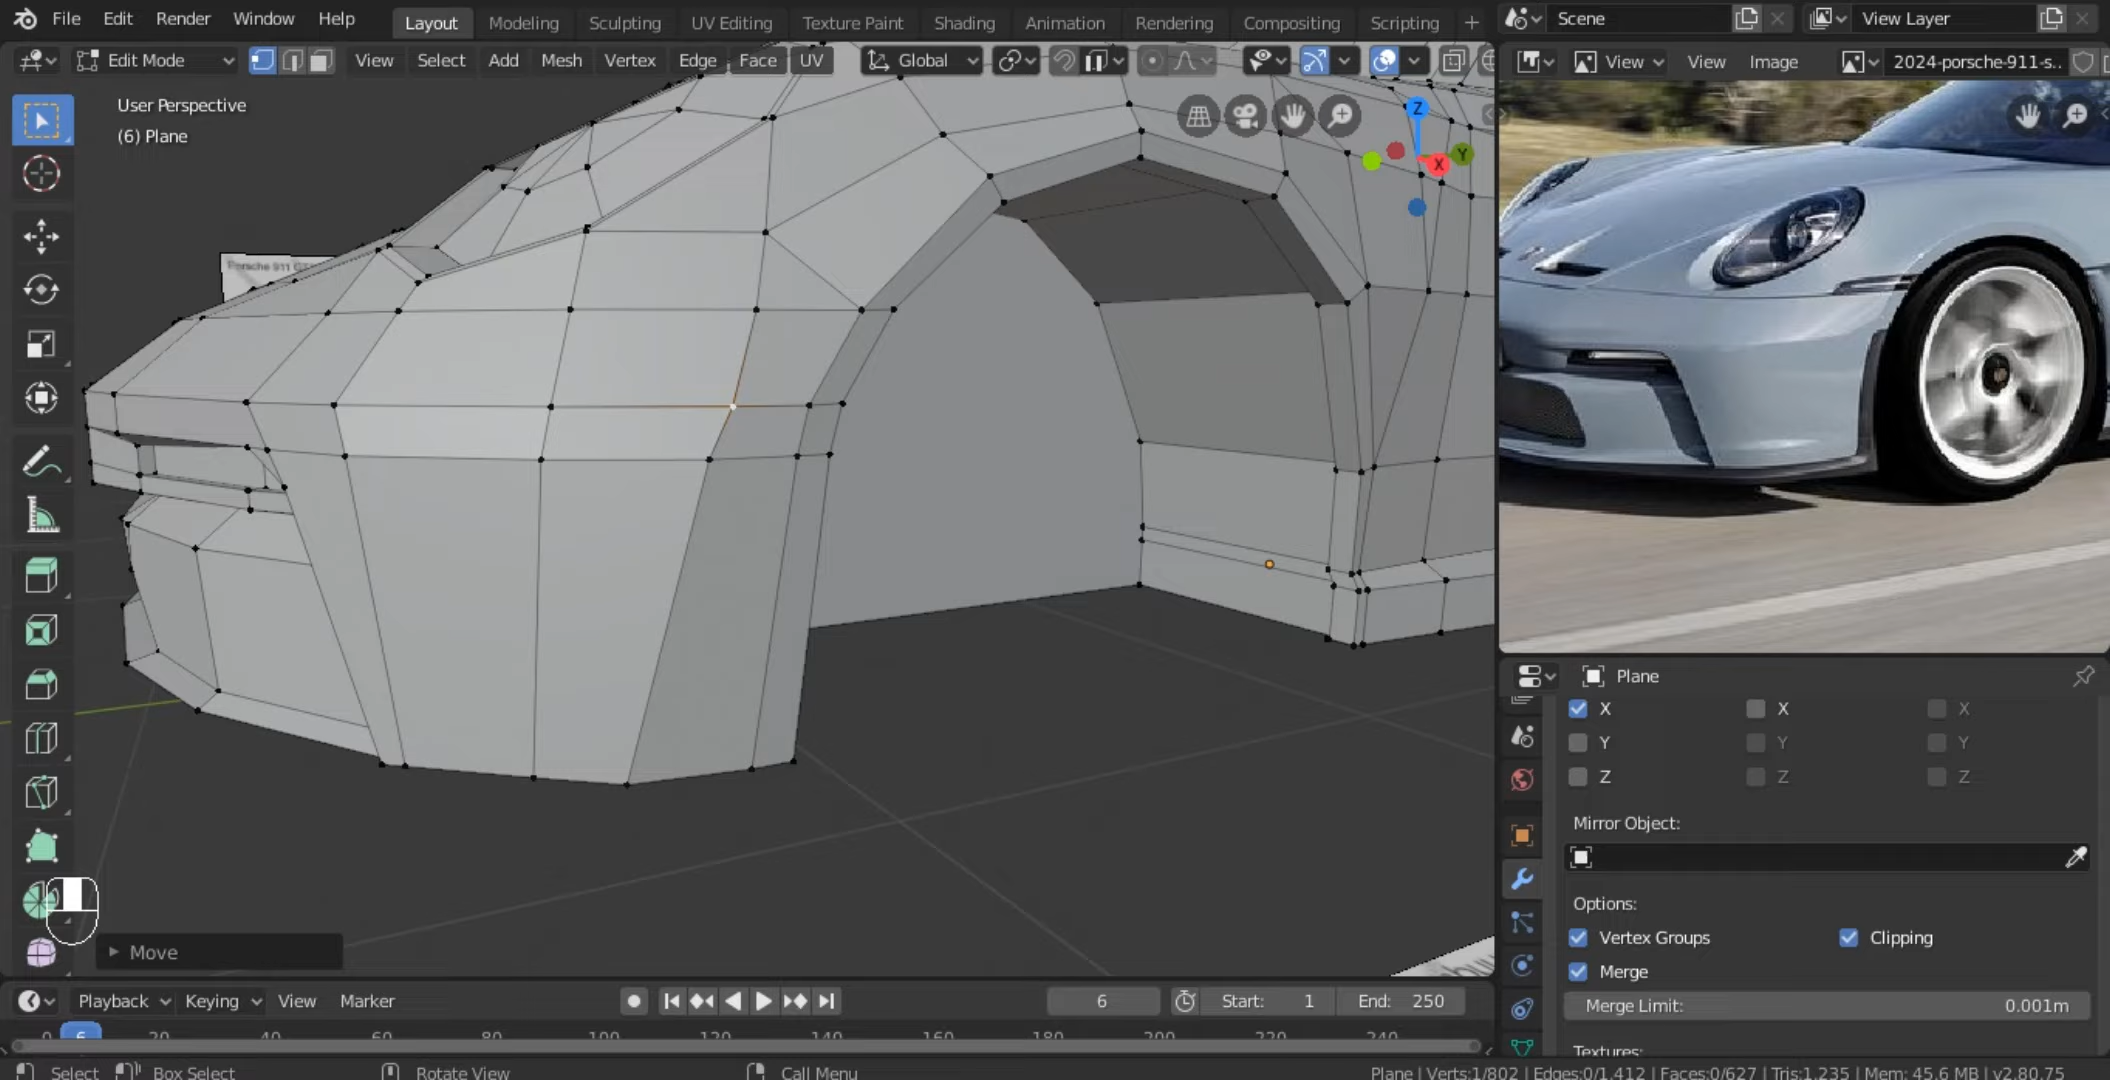 File Edit Render Window Help Layout Modeling Sculpting UV Editing Texture Paint Shading Animation Rendering Compositing Scripting + Scene View Layer
Edit Mode View Select Add Mesh Vertex Edge Face UV Global View View Image 2024-porsche-911-s..
User Perspective
(6) Plane
Z
Y
X
Porsche 911
Plane
X X X
Y Y Y
Z Z Z
Mirror Object:
Options:
Vertex Groups Clipping
Merge
Merge Limit: 0.001m
Textures:
Move
Playback Keying View Marker 6 Start: 1 End: 250
0 6 20 40 60 80 100 120 140 160 180 200 220 240
Select Box Select Rotate View Call Menu Plane | Verts:1/802 | Edges:0/1,412 | Faces:0/627 | Tris:1,235 | Mem: 45.6 MB | v2.80.75